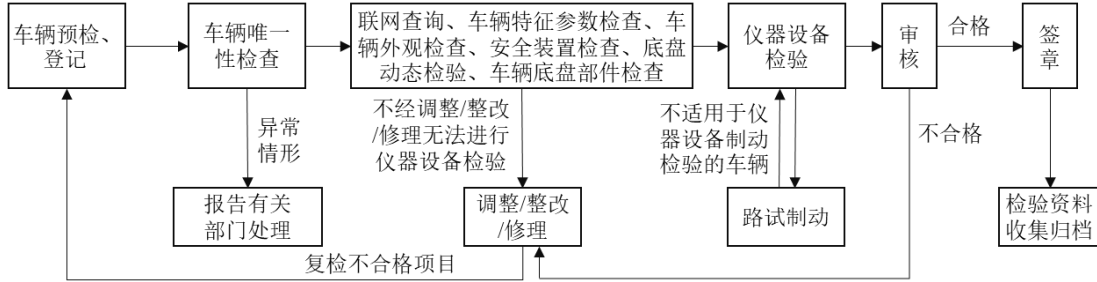 车辆预检、
登记
车辆唯一
性检查
联网查询、车辆特征参数检查、车
辆外观检查、安全装置检查、底盘
动态检验、车辆底盘部件检查
仪器设备
检验
审
核
合格
签
章
异常
情形
不经调整/整改
/修理无法进行
仪器设备检验
不适用于仪
器设备制动
检验的车辆
不合格
报告有关
部门处理
调整/整改
/修理
路试制动
检验资料
收集归档
复检不合格项目